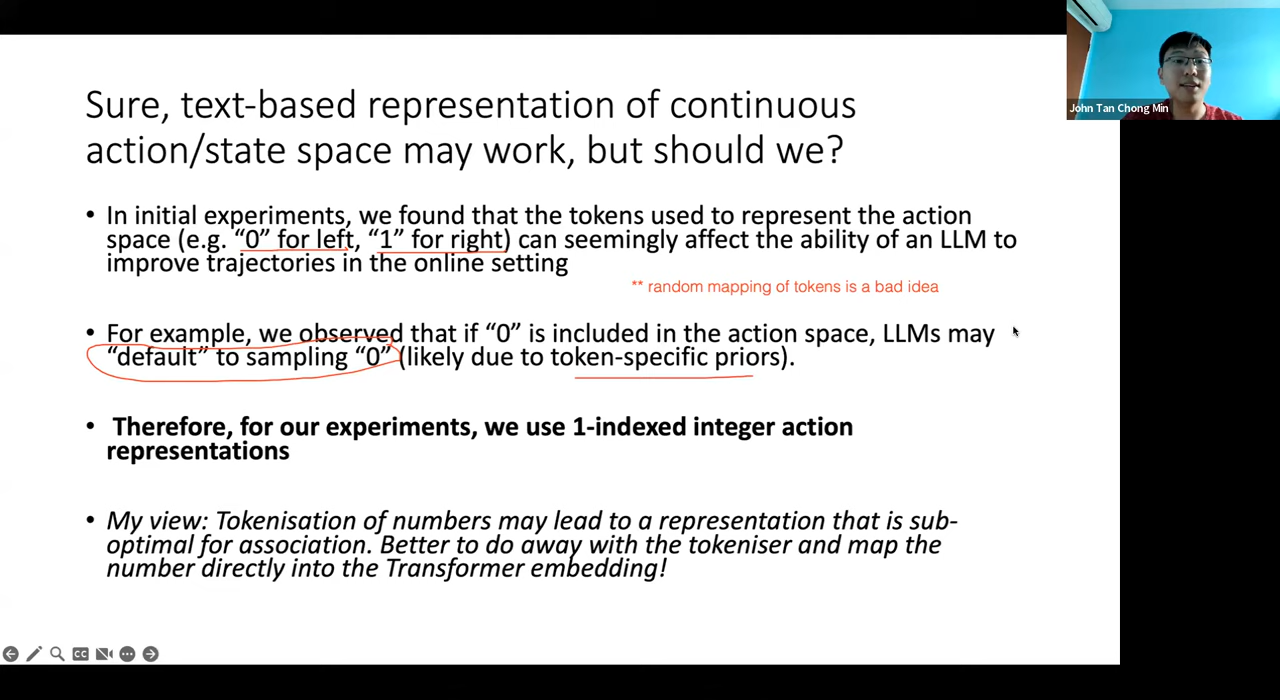 John Tan Chong Min
Sure, text-based representation of continuous
action/state space may work, but should we?
• In initial experiments, we found that the tokens used to represent the action
space (e.g. “0” for left, “1” for right) can seemingly affect the ability of an LLM to
improve trajectories in the online setting
** random mapping of tokens is a bad idea
• For example, we observed that if “0” is included in the action space, LLMs may
“default” to sampling “0” (likely due to token-specific priors).
• Therefore, for our experiments, we use 1-indexed integer action
representations
• My view: Tokenisation of numbers may lead to a representation that is sub-
optimal for association. Better to do away with the tokeniser and map the
number directly into the Transformer embedding!
CC